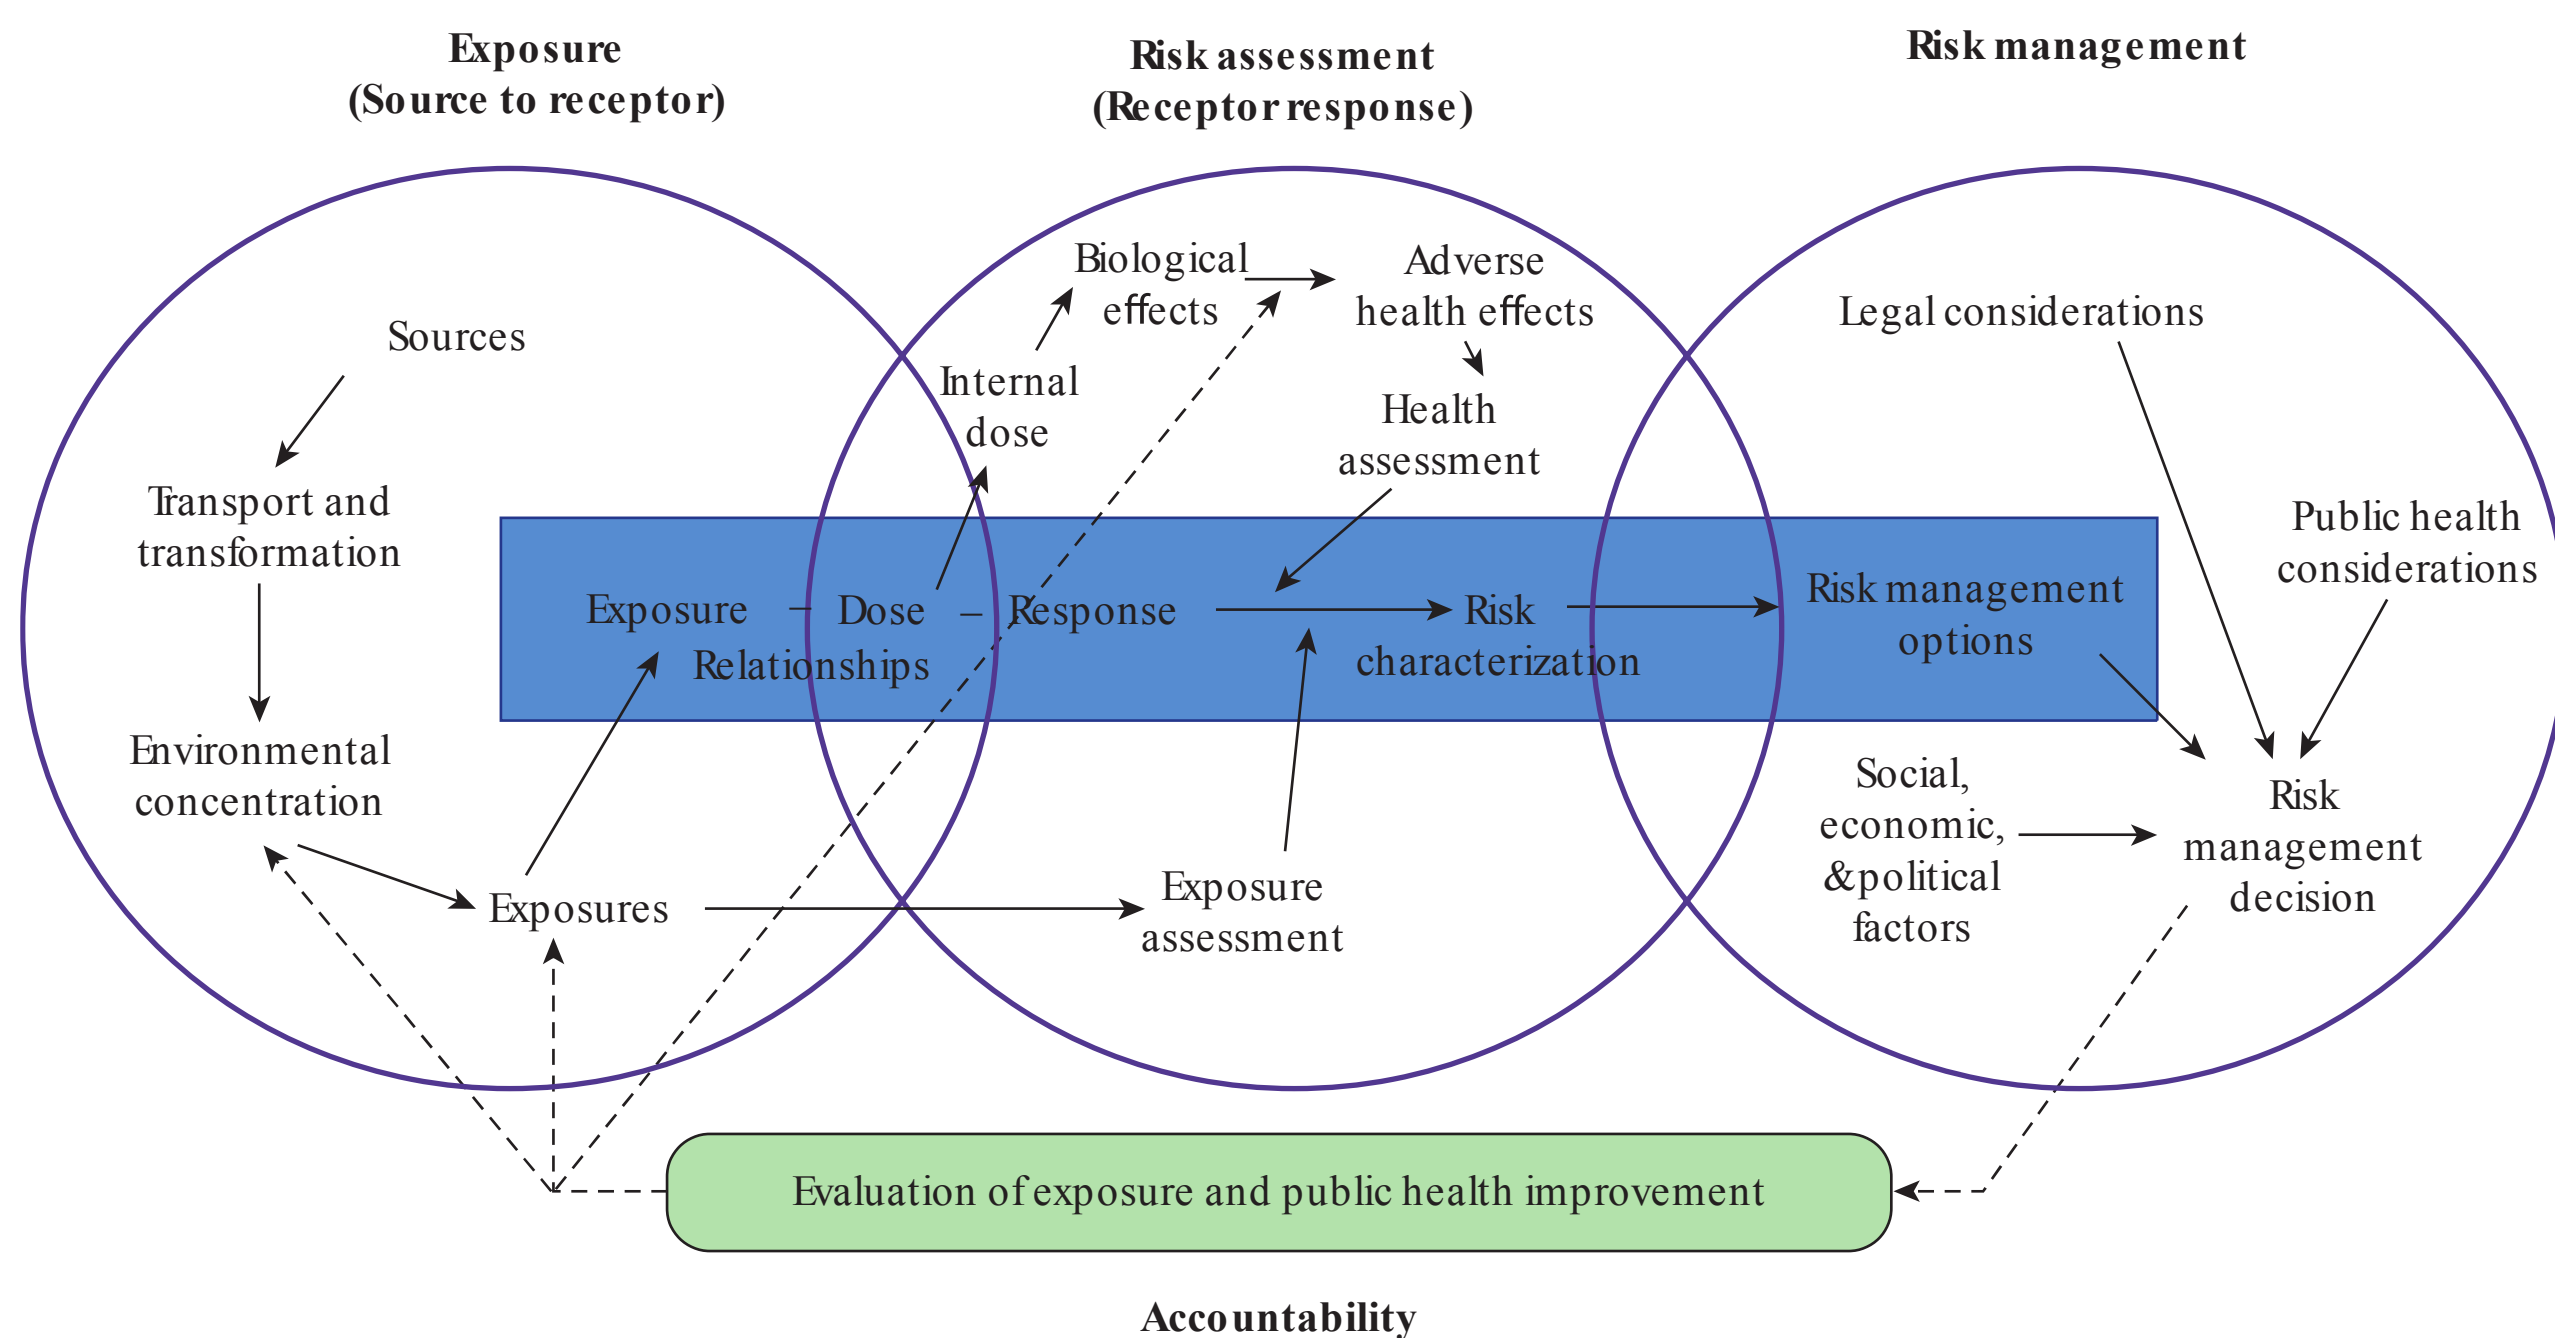 Exposure
(Source to receptor)
Risk assessment
(Receptor response)
Risk management
Sources
Transport and
transformation
Environmental
concentration
Exposures
Exposure – Dose – Response
Relationships
Internal
dose
Biological
effects
Adverse
health effects
Health
assessment
Exposure
assessment
Risk
characterization
Risk management
options
Legal considerations
Public health
considerations
Social,
economic,
&political
factors
Risk
management
decision
Evaluation of exposure and public health improvement
Accountability